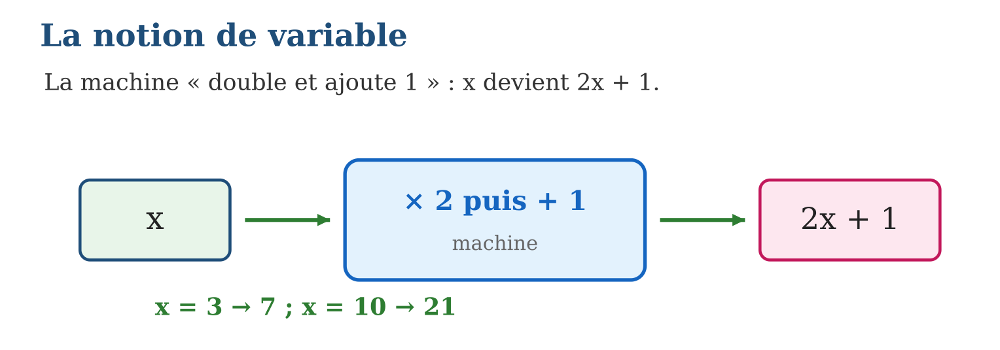 La notion de variable
La machine « double et ajoute 1 » : x devient 2x + 1.
x
× 2 puis + 1
machine
2x + 1
x = 3 → 7 ; x = 10 → 21